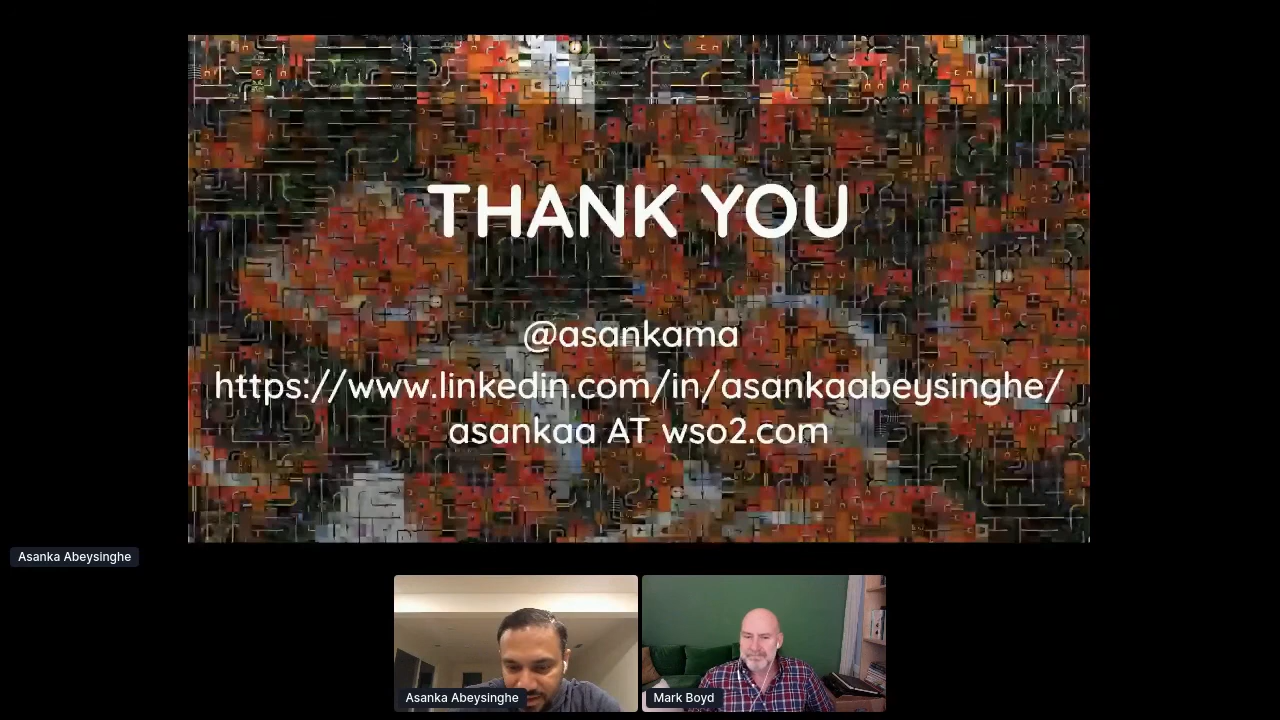 THANK YOU
@asankama
https://www.linkedin.com/in/asankaabeysinghe/
asankaa AT wso2.com
Asanka Abeysinghe
Asanka Abeysinghe
Mark Boyd